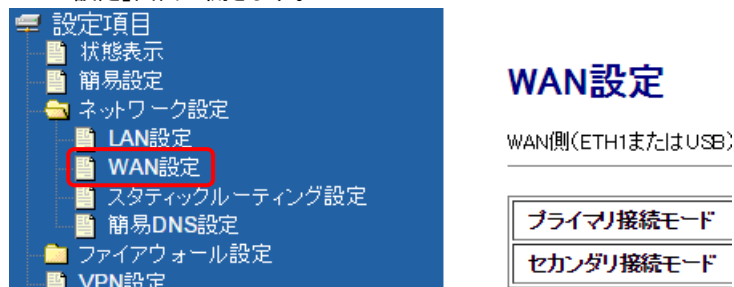 設定項目
状態表示
簡易設定
ネットワーク設定
LAN設定
WAN設定
スタティックルーティング設定
簡易DNS設定
ファイアウォール設定
VPN設定
WAN設定
WAN側(ETH1またはUSB)
プライマリ接続モード
セカンダリ接続モード